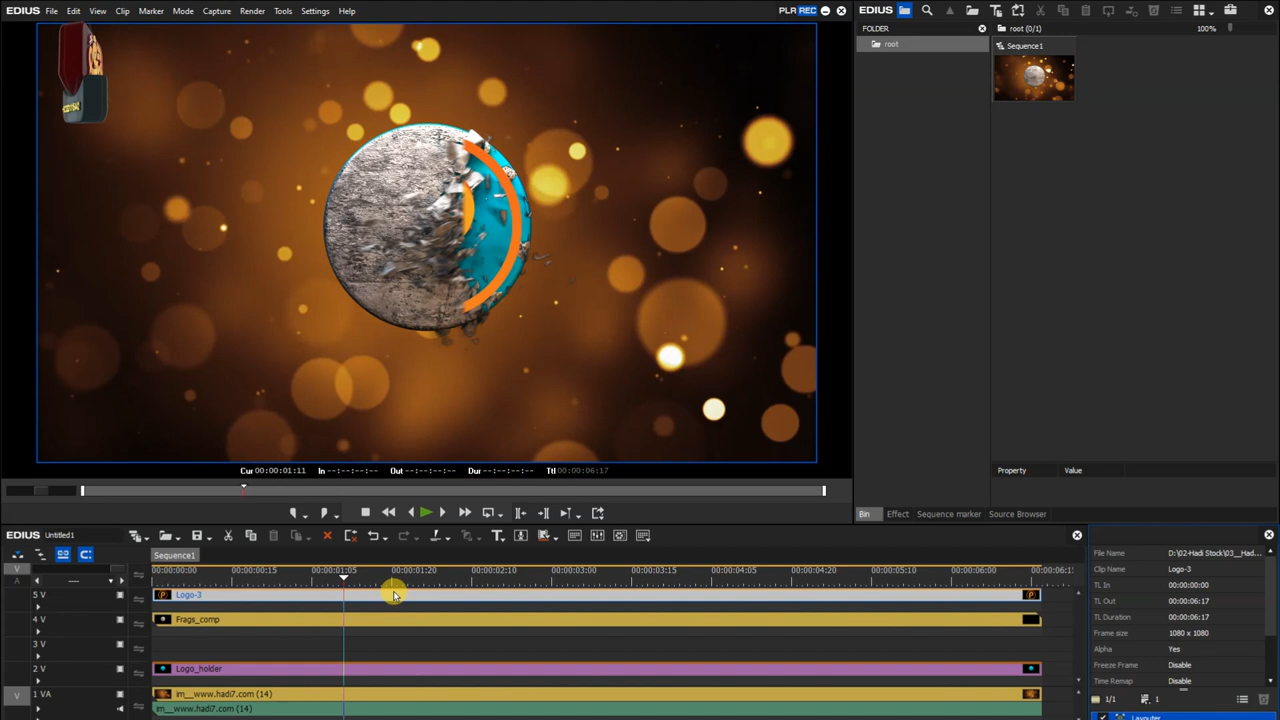 EDIUS File Edit View Clip Marker Mode Capture Render Tools Settings Help
PLR REC
EDIUS
FOLDER
root
root (0/1)
100%
Sequence1
Cur 00:00:01:11 In --:--:--:-- Out --:--:--:-- Dur --:--:--:-- Ttl 00:00:06:17
Property Value
Bin Effect Sequence marker Source Browser
EDIUS Untitled1
Sequence1
00:00:00:00 00:00:00:15 00:00:01:05 00:00:01:20 00:00:02:10 00:00:03:00 00:00:03:15 00:00:04:05 00:00:04:20 00:00:05:10 00:00:06:00 00:00:06:15
V
A
5 V Logo-3
4 V Frags_comp
3 V
2 V Logo_holder
V 1 VA im__www.hadi7.com (14)
im__www.hadi7.com (14)
File Name D:\02-Hadi Stock\03__Had...
Clip Name Logo-3
TL In 00:00:00:00
TL Out 00:00:06:17
TL Duration 00:00:06:17
Frame size 1080 x 1080
Alpha Yes
Freeze Frame Disable
Time Remap Disable
1/1 1
Layouter